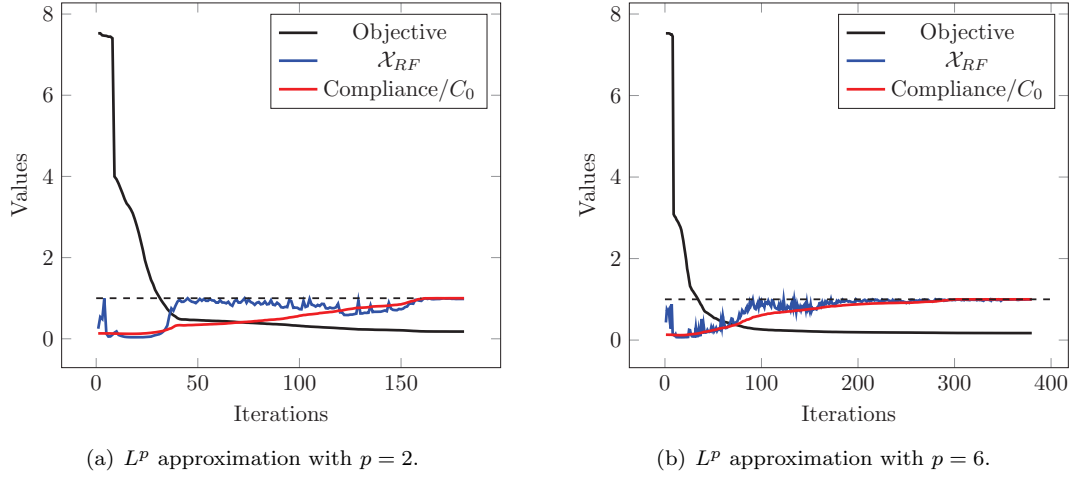 8
6
4
2
0
Values
Objective
𝒳_RF
Compliance/C_0
0
50
100
150
Iterations
(a) L^p approximation with p = 2.
8
6
4
2
0
Values
Objective
𝒳_RF
Compliance/C_0
0
100
200
300
400
Iterations
(b) L^p approximation with p = 6.